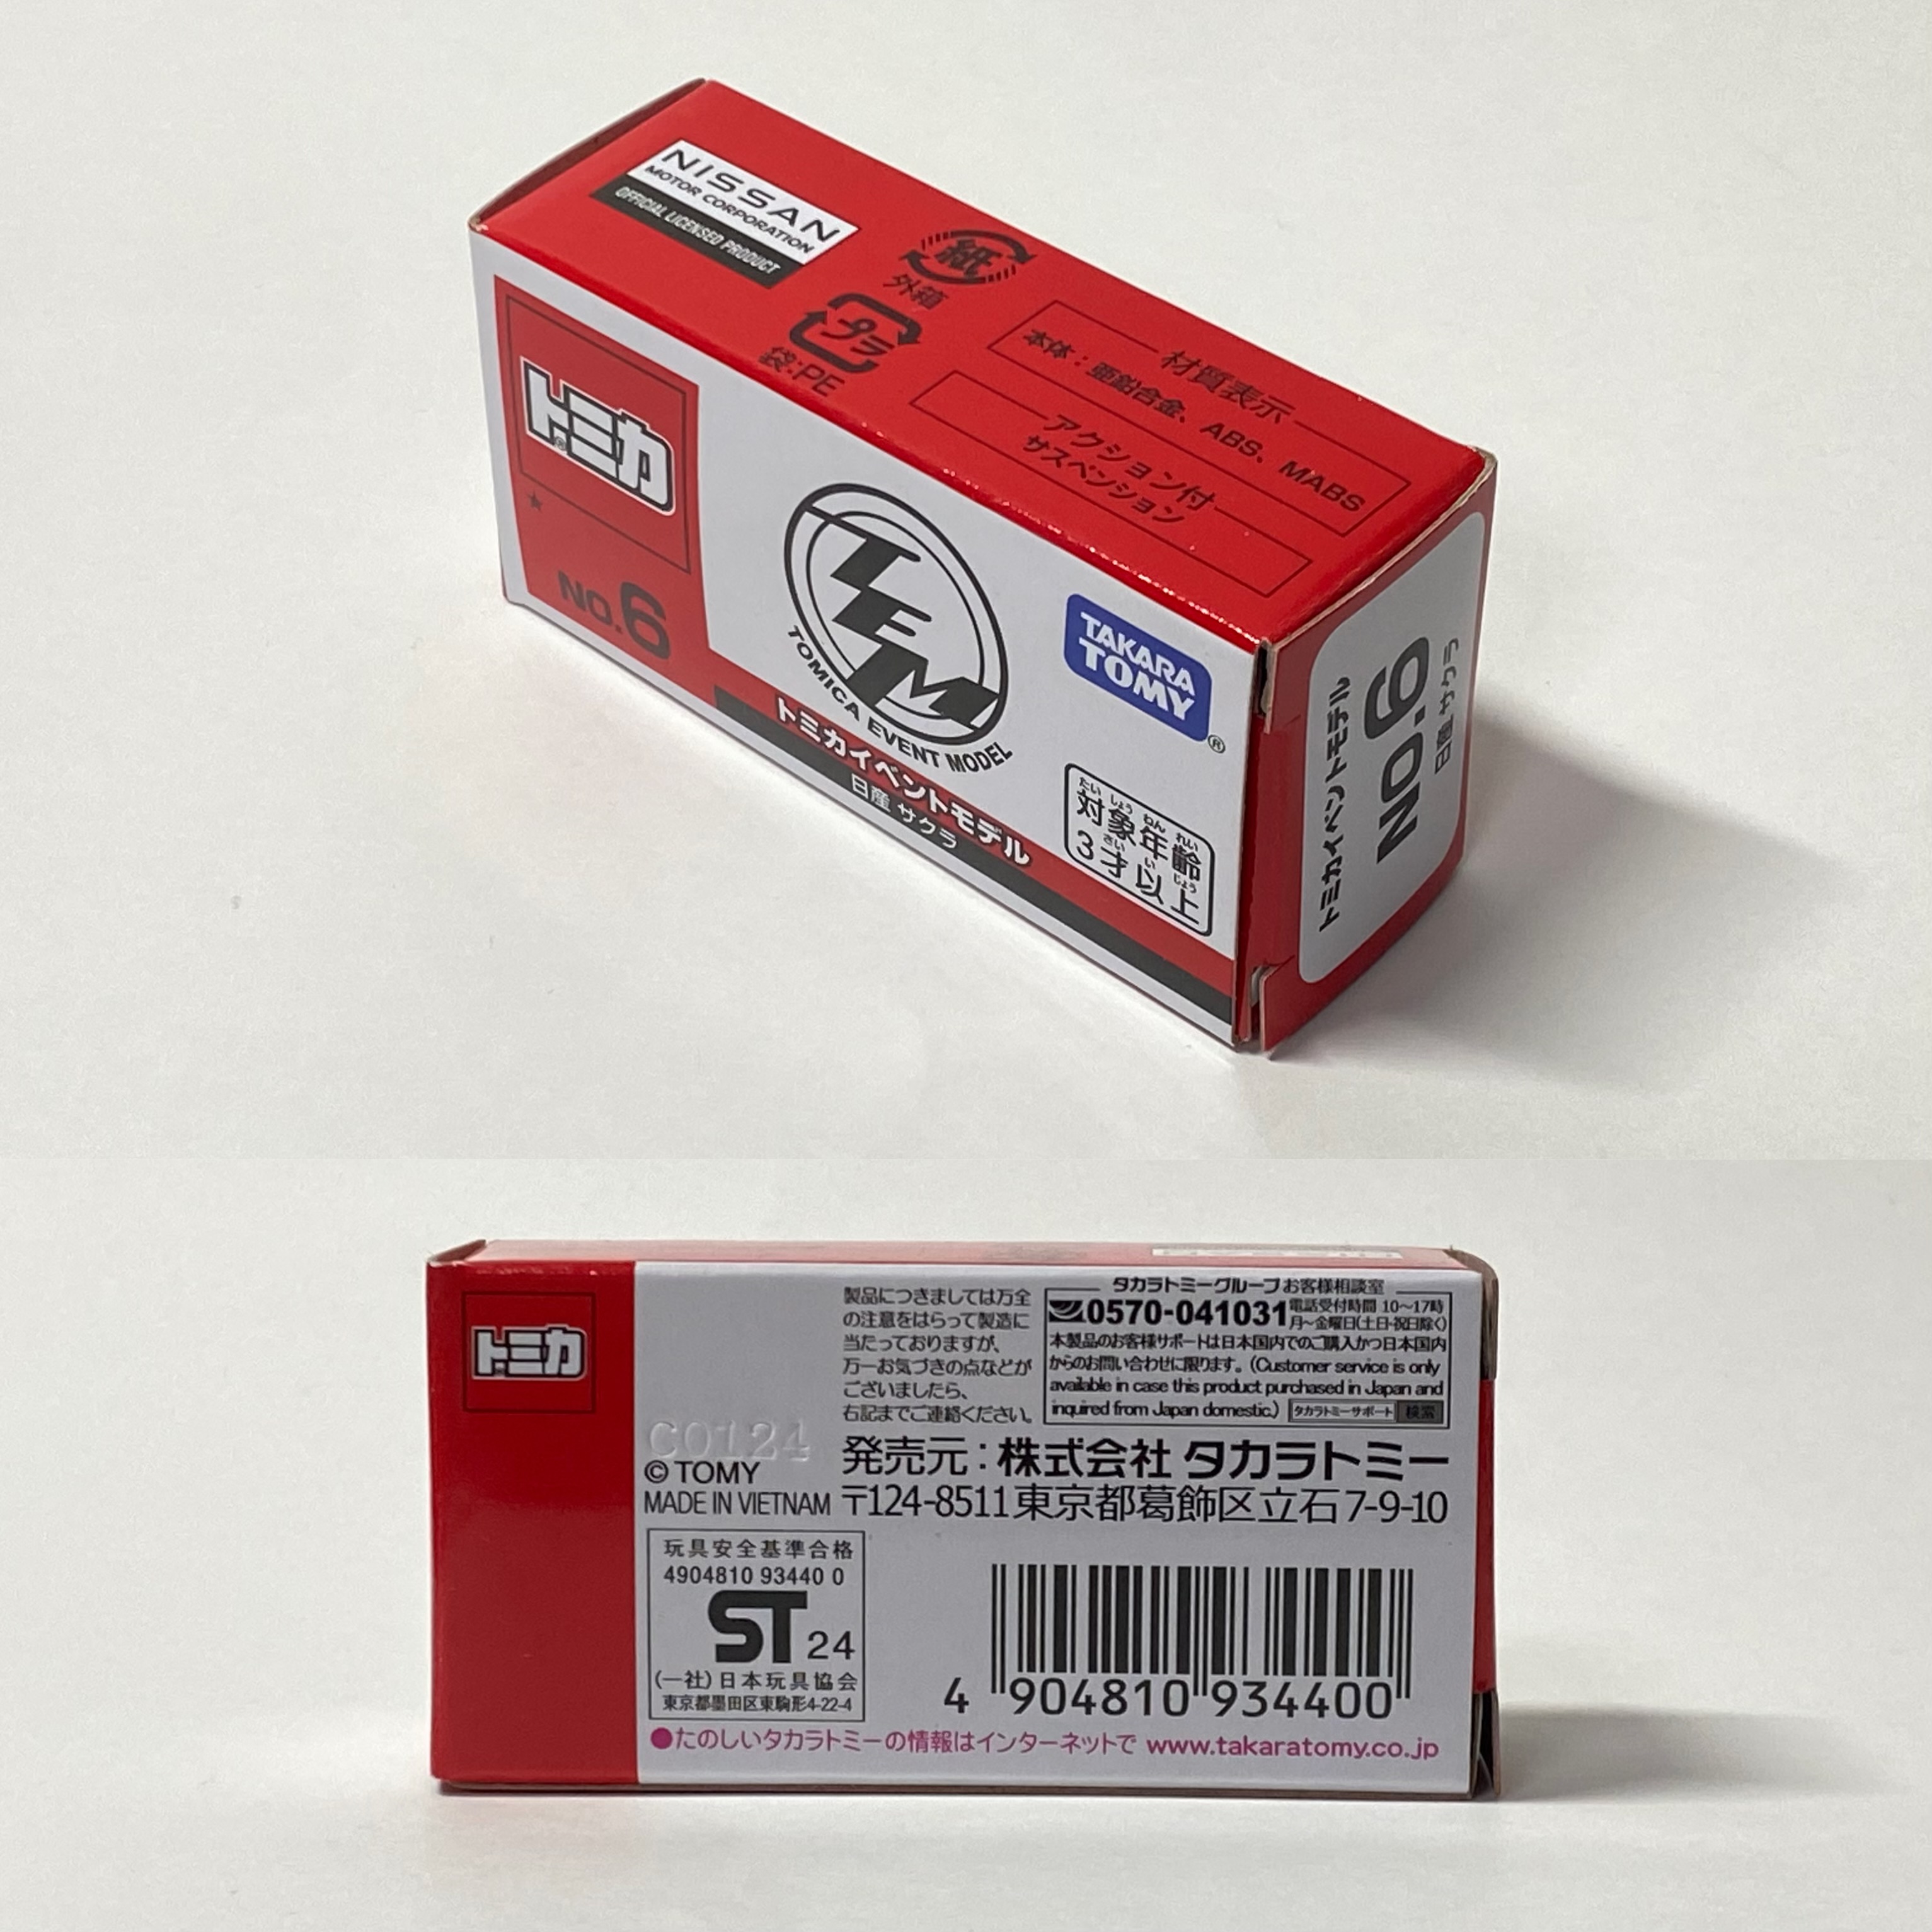 NISSAN
MOTOR CORPORATION
OFFICIAL LICENSED PRODUCT
紙
外箱
プラ
袋:PE
材質表示
本体：亜鉛合金、ABS、MABS
アクション付
サスペンション
トミカ
®
★
NO.6
TEM
TOMICA EVENT MODEL
トミカイベントモデル
日産 サクラ
TAKARA
TOMY
®
たいしょうねんれい
対象年齢
さいいじょう
3才以上
トミカイベントモデル
NO.6
日産 サクラ
トミカ
製品につきましては万全
の注意をはらって製造に
当たっておりますが、
万一お気づきの点などが
ございましたら、
右記までご連絡ください。
タカラトミーグループお客様相談室
0570-041031 電話受付時間 10〜17時
月〜金曜日(土日・祝日除く)
本製品のお客様サポートは日本国内でのご購入かつ日本国内
からのお問い合わせに限ります。(Customer service is only
available in case this product purchased in Japan and
inquired from Japan domestic.) タカラトミーサポート 検索
C0124
© TOMY
MADE IN VIETNAM
発売元：株式会社 タカラトミー
〒124-8511 東京都葛飾区立石7-9-10
玩具安全基準合格
4904810 93440 0
ST 24
(一社)日本玩具協会
東京都墨田区東駒形4-22-4
4 904810 934400
●たのしいタカラトミーの情報はインターネットで www.takaratomy.co.jp